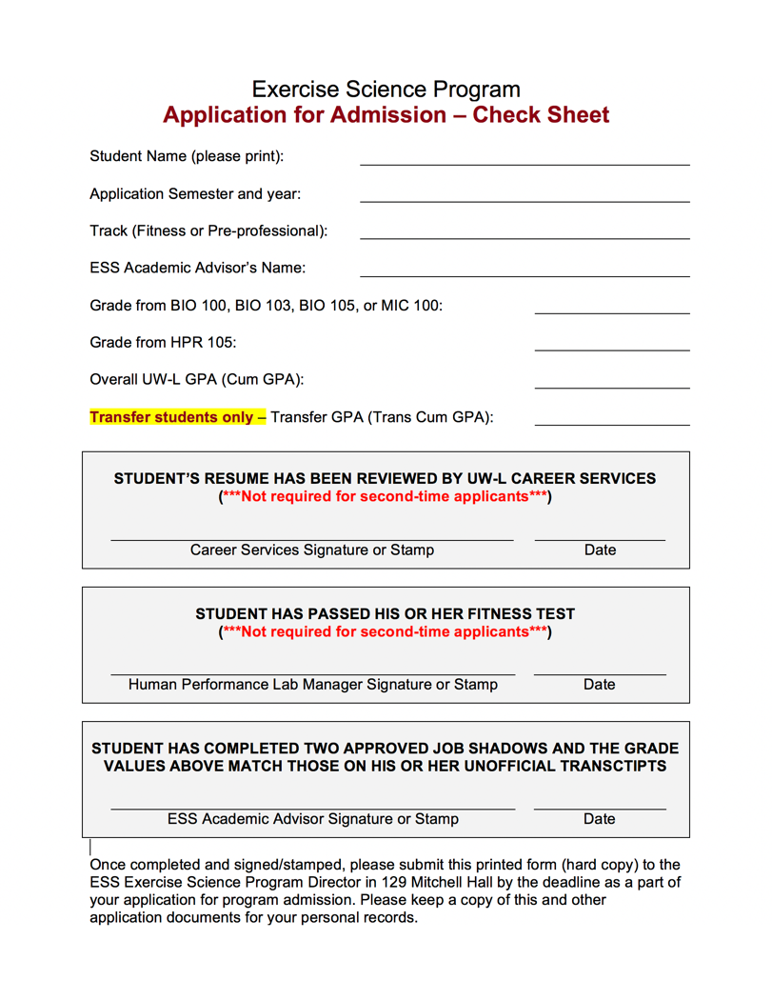 Exercise Science Program
Application for Admission – Check Sheet
Student Name (please print):
Application Semester and year:
Track (Fitness or Pre-professional):
ESS Academic Advisor’s Name:
Grade from BIO 100, BIO 103, BIO 105, or MIC 100:
Grade from HPR 105:
Overall UW-L GPA (Cum GPA):
Transfer students only – Transfer GPA (Trans Cum GPA):
STUDENT’S RESUME HAS BEEN REVIEWED BY UW-L CAREER SERVICES
(***Not required for second-time applicants***)
Career Services Signature or Stamp Date
STUDENT HAS PASSED HIS OR HER FITNESS TEST
(***Not required for second-time applicants***)
Human Performance Lab Manager Signature or Stamp Date
STUDENT HAS COMPLETED TWO APPROVED JOB SHADOWS AND THE GRADE
VALUES ABOVE MATCH THOSE ON HIS OR HER UNOFFICIAL TRANSCTIPTS
ESS Academic Advisor Signature or Stamp Date
Once completed and signed/stamped, please submit this printed form (hard copy) to the
ESS Exercise Science Program Director in 129 Mitchell Hall by the deadline as a part of
your application for program admission. Please keep a copy of this and other
application documents for your personal records.